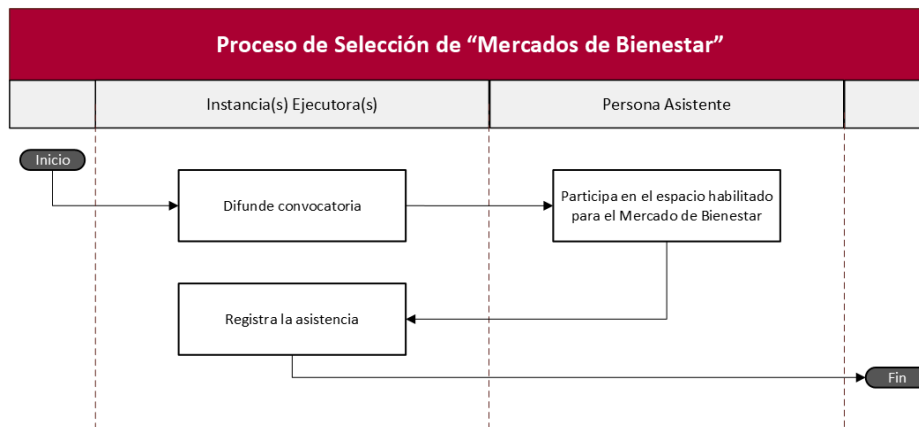 Proceso de Selección de “Mercados de Bienestar”
Instancia(s) Ejecutora(s)
Persona Asistente
Inicio
Difunde convocatoria
Participa en el espacio habilitado
para el Mercado de Bienestar
Registra la asistencia
Fin